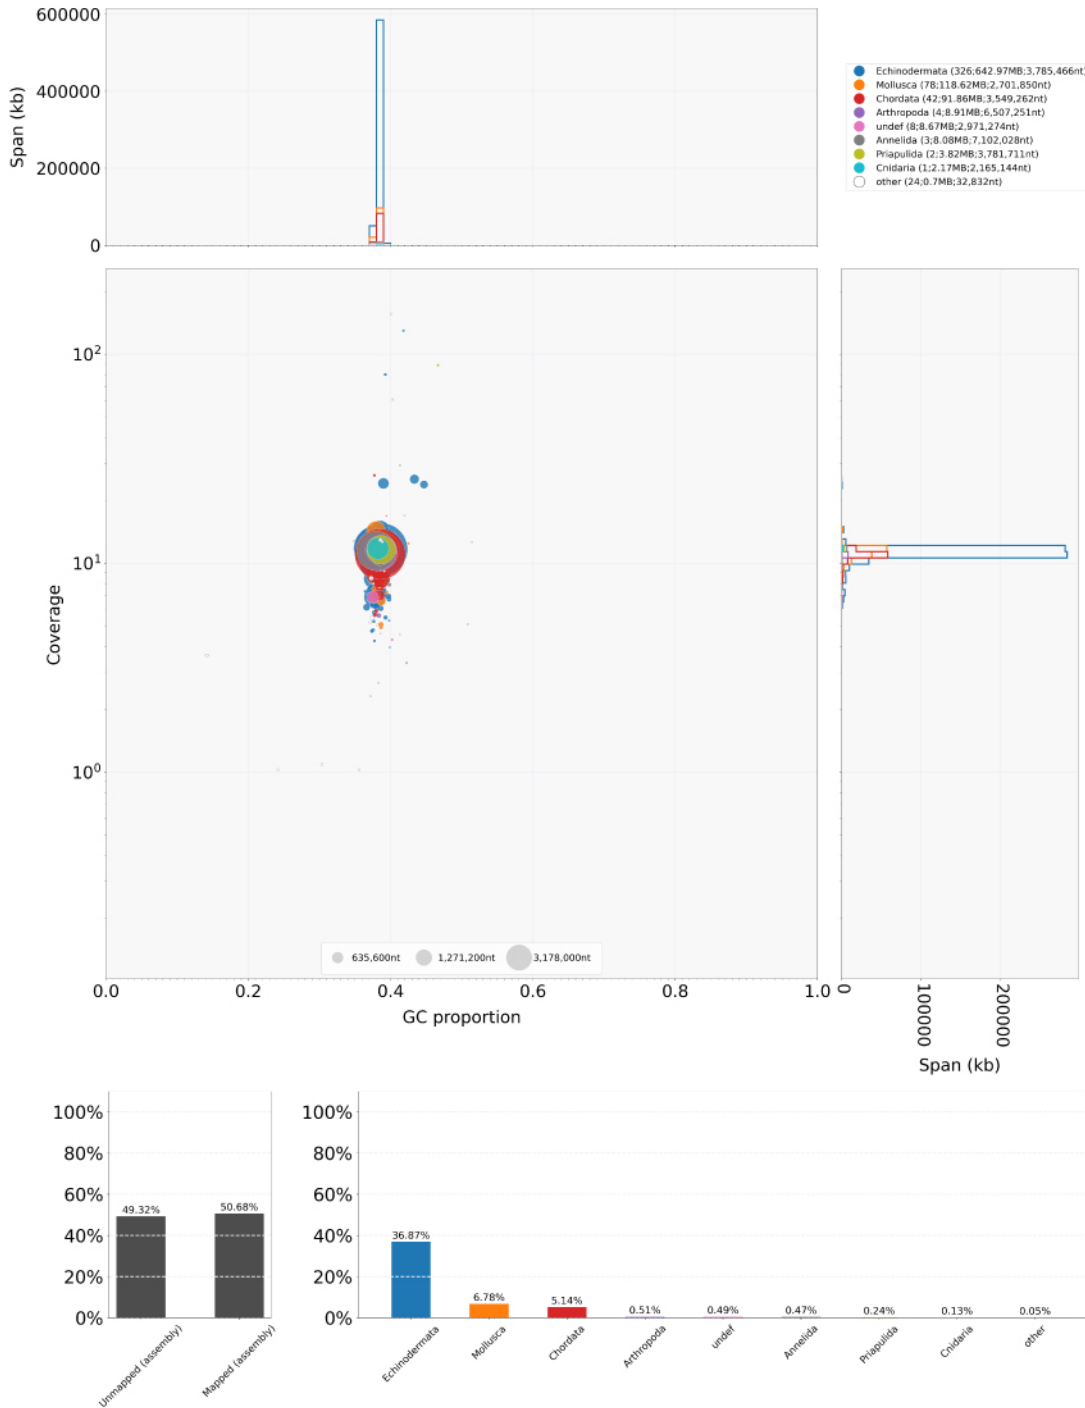 600000
400000
200000
0
Span (kb)
Echinodermata (326;642.97MB;3,785,466nt)
Mollusca (78;118.62MB;2,701,850nt)
Chordata (42;91.86MB;3,549,262nt)
Arthropoda (4;8.91MB;6,507,251nt)
undef (8;8.67MB;2,971,274nt)
Annelida (3;8.08MB;7,102,028nt)
Priapulida (2;3.82MB;3,781,711nt)
Cnidaria (1;2.17MB;2,165,144nt)
other (24;0.7MB;32,832nt)
10²
10¹
10⁰
Coverage
635,600nt 1,271,200nt 3,178,000nt
0.0 0.2 0.4 0.6 0.8 1.0
GC proportion
0 100000 200000
Span (kb)
100%
80%
60%
40%
20%
0%
49.32% 50.68%
Unmapped (assembly) Mapped (assembly)
100%
80%
60%
40%
20%
0%
36.87% 6.78% 5.14% 0.51% 0.49% 0.47% 0.24% 0.13% 0.05%
Echinodermata Mollusca Chordata Arthropoda undef Annelida Priapulida Cnidaria other